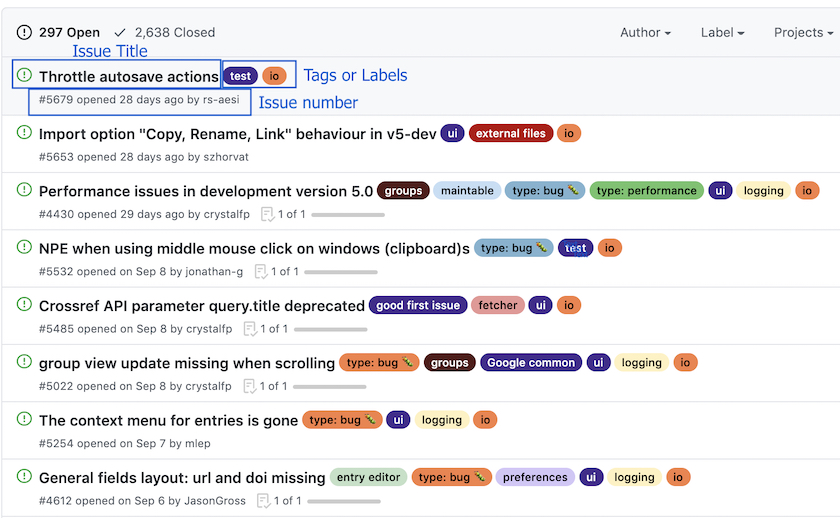 297 Open 2,638 Closed Author Label Projects
Issue Title
Throttle autosave actions test io Tags or Labels
#5679 opened 28 days ago by rs-aesi Issue number
Import option "Copy, Rename, Link" behaviour in v5-dev ui external files io
#5653 opened 28 days ago by szhorvat
Performance issues in development version 5.0 groups maintable type: bug type: performance ui logging io
#4430 opened 29 days ago by crystalfp 1 of 1
NPE when using middle mouse click on windows (clipboard)s type: bug test io
#5532 opened on Sep 8 by jonathan-g 1 of 1
Crossref API parameter query.title deprecated good first issue fetcher ui io
#5485 opened on Sep 8 by crystalfp 1 of 1
group view update missing when scrolling type: bug groups Google common ui logging io
#5022 opened on Sep 8 by crystalfp 1 of 1
The context menu for entries is gone type: bug ui logging io
#5254 opened on Sep 7 by mlep
General fields layout: url and doi missing entry editor type: bug preferences ui logging io
#4612 opened on Sep 6 by JasonGross 1 of 1